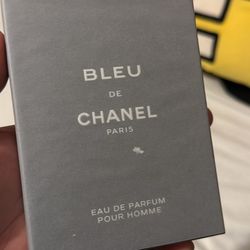 BLEU
DE
CHANEL
PARIS
EAU DE PARFUM
POUR HOMME